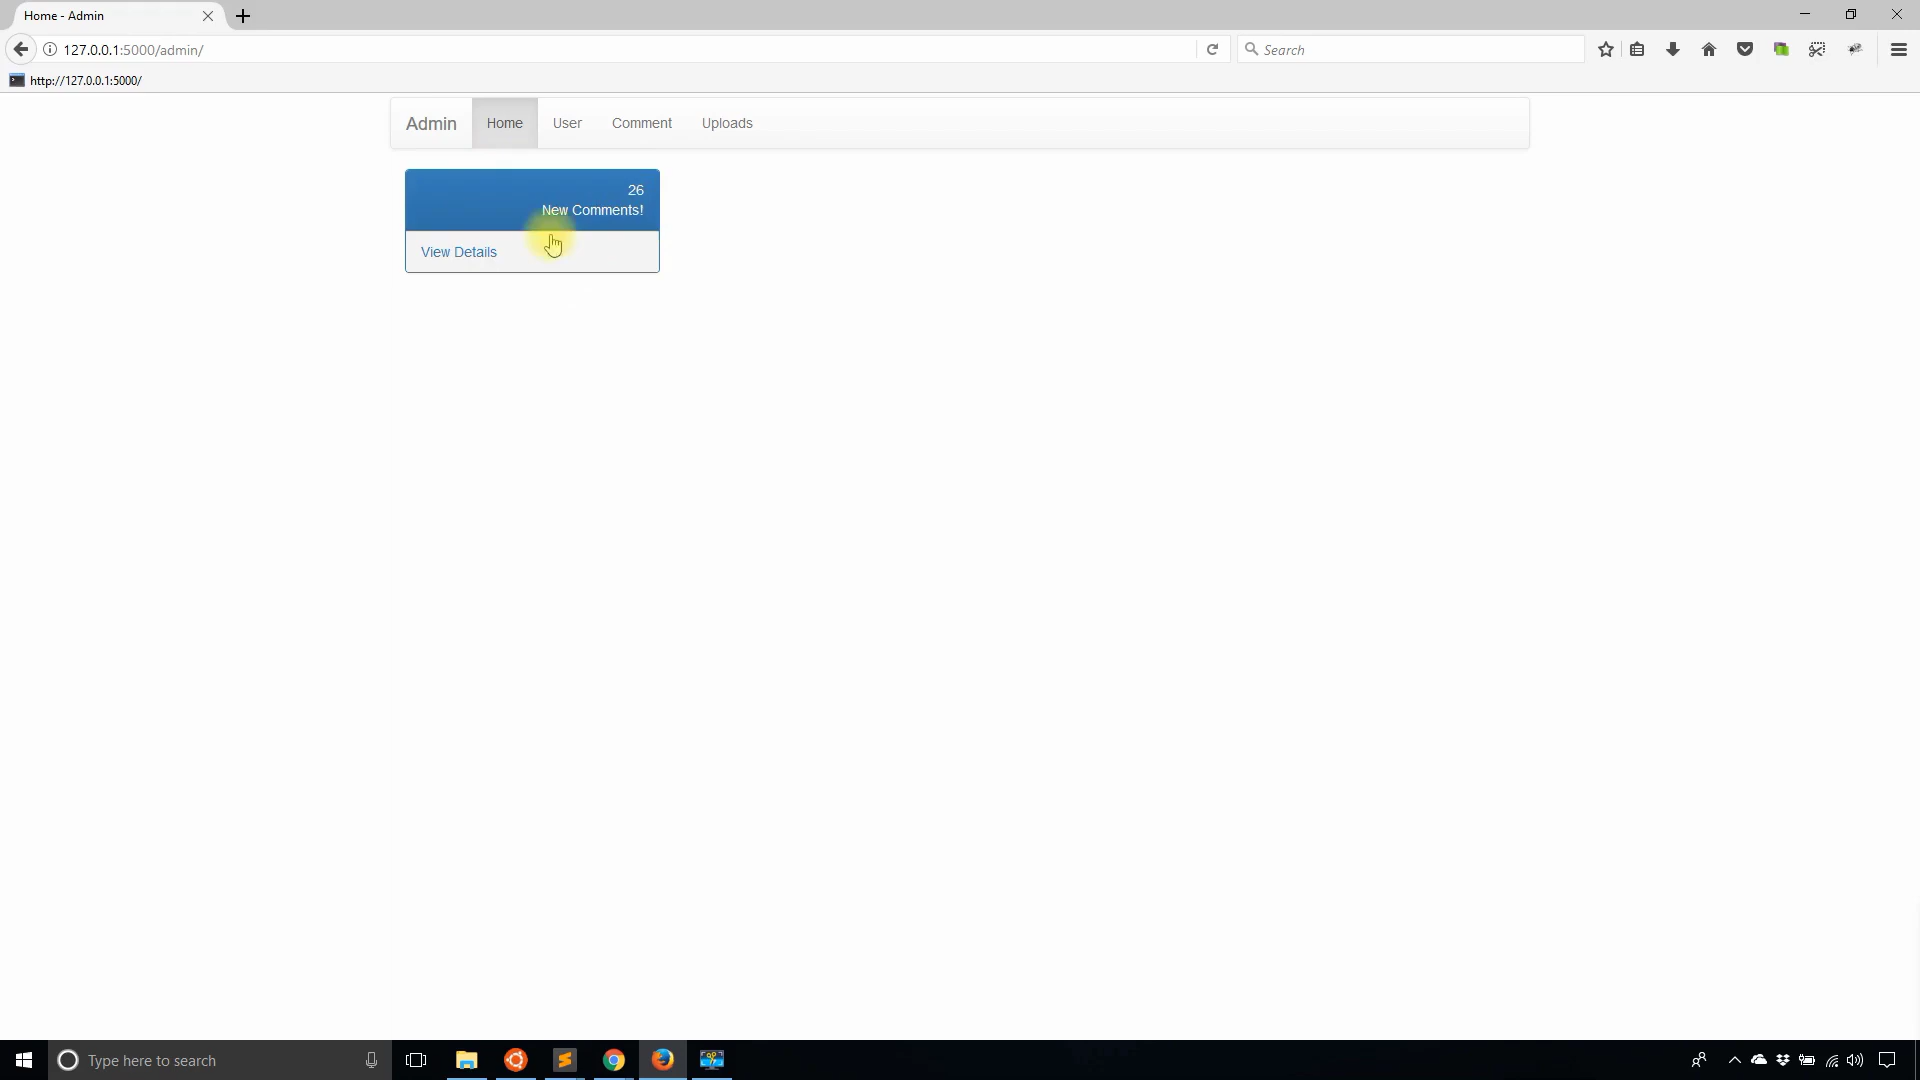 Home - Admin
127.0.0.1:5000/admin/
Search
http://127.0.0.1:5000/
Admin
Home
User
Comment
Uploads
26
New Comments!
View Details
Type here to search